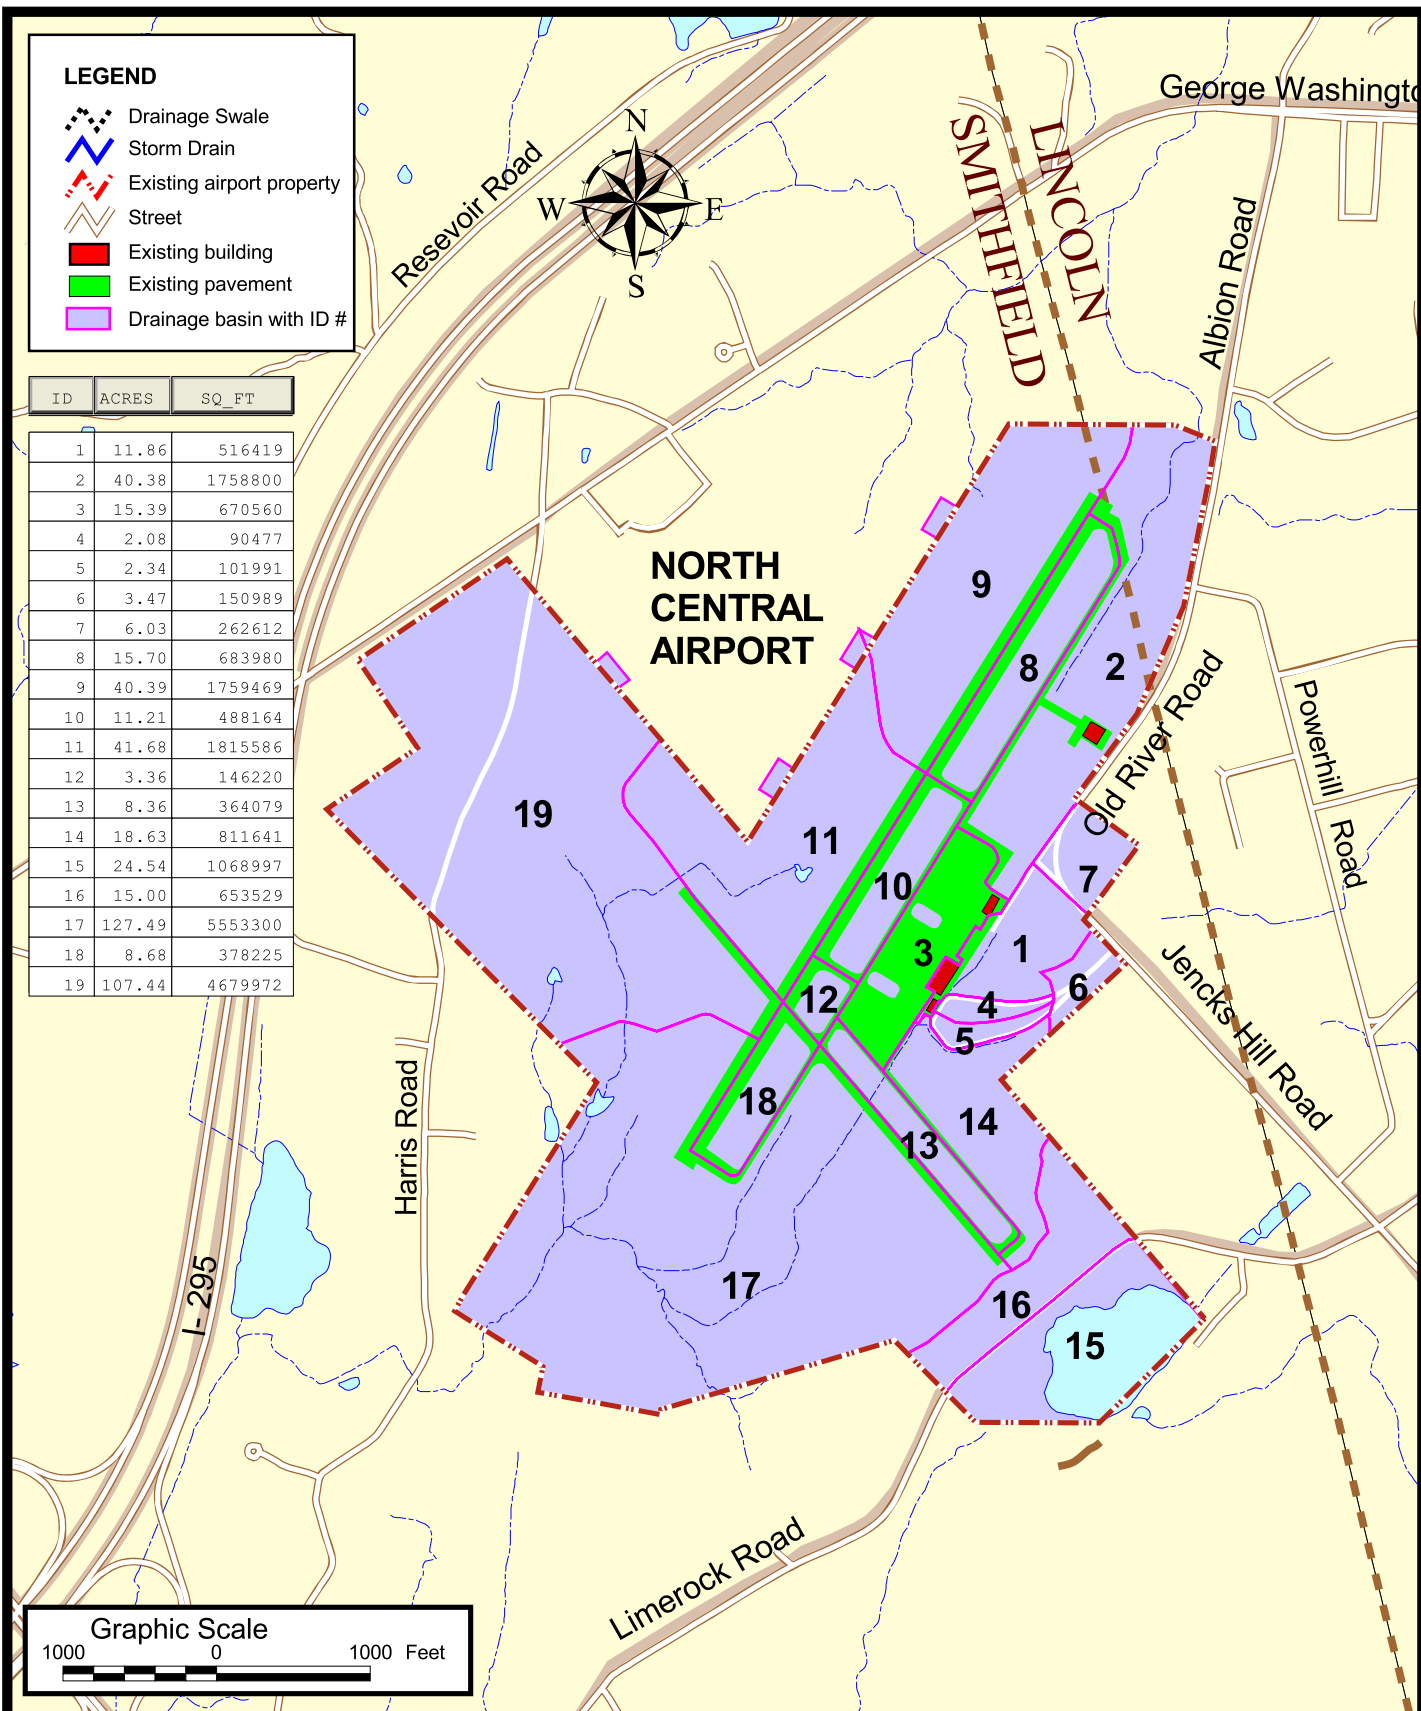 LEGEND
Drainage Swale
Storm Drain
Existing airport property
Street
Existing building
Existing pavement
Drainage basin with ID #
ID ACRES SQ_FT
1 11.86 516419
2 40.38 1758800
3 15.39 670560
4 2.08 90477
5 2.34 101991
6 3.47 150989
7 6.03 262612
8 15.70 683980
9 40.39 1759469
10 11.21 488164
11 41.68 1815586
12 3.36 146220
13 8.36 364079
14 18.63 811641
15 24.54 1068997
16 15.00 653529
17 127.49 5553300
18 8.68 378225
19 107.44 4679972
N
W E
S
Resevoir Road
George Washingto
SMITHFIELD
LINCOLN
Albion Road
NORTH
CENTRAL
AIRPORT
9
8
2
Old River Road
Powerhill
Road
19
11
10
7
3
1
12
4
6
5
Jencks Hill Road
18
13
14
Harris Road
17
16
15
I-295
Limerock Road
Graphic Scale
1000 0 1000 Feet